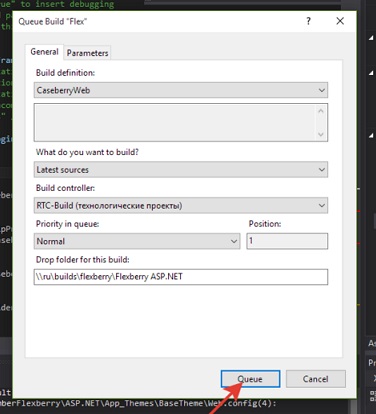 ue" to insert debugging
Queue Build "Flex"
?
General
Parameters
Build definition:
CaseberryWeb
What do you want to build?
Latest sources
Build controller:
RTC-Build (технологические проекты)
Priority in queue:
Position:
Normal
1
Drop folder for this build:
\\ru\builds\flexberry\Flexberry ASP.NET
Queue
Cancel
mberFlexberry\ASP.NET\App_Themes\BaseTheme\Web.config(4):